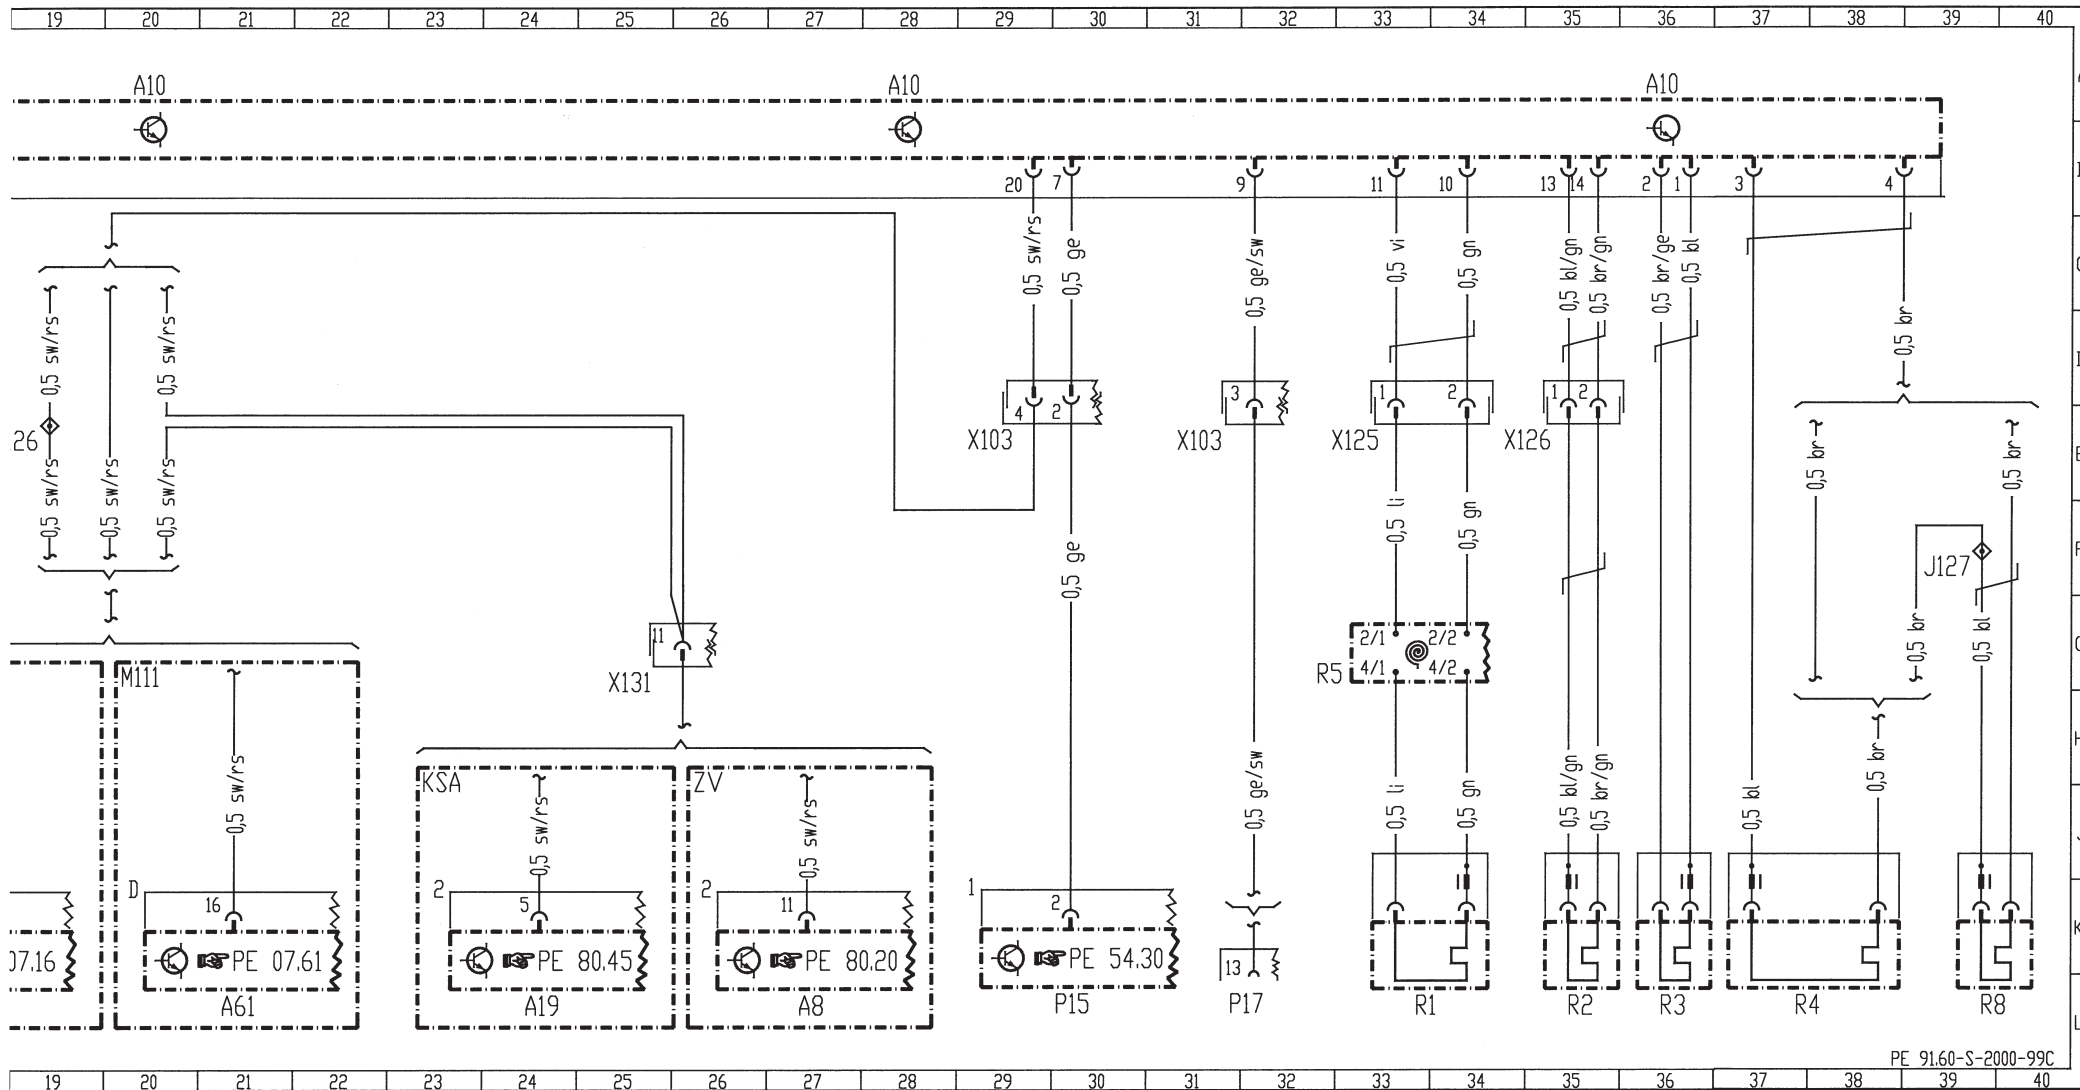 19 20 21 22 23 24 25 26 27 28 29 30 31 32 33 34 35 36 37 38 39 40
A10 A10 A10
20 7 9 11 10 13 14 2 1 3 4
0,5 sw/rs
0,5 ge
0,5 ge/sw
0,5 vi
0,5 gn
0,5 bl/gn
0,5 br/gn
0,5 br/ge
0,5 bl
0,5 br
0,5 sw/rs
0,5 sw/rs
4 2 3 1 2 1 2
26 X103 X103 X125 X126
0,5 sw/rs
0,5 sw/rs
0,5 sw/rs
0,5 br
0,5 br
0,5 li
0,5 gn
0,5 ge
J127
11 2/1 2/2
4/1 4/2
X131 R5
0,5 br
0,5 bl
M111
KSA ZV
0,5 sw/rs
0,5 sw/rs
0,5 sw/rs
0,5 ge/sw
0,5 li
0,5 gn
0,5 bl/gn
0,5 br/gn
0,5 bl
0,5 br
D 2 2 1
16 5 11 2
07.16 PE 07.61 PE 80.45 PE 80.20 PE 54.30 13
A61 A19 A8 P15 P17 R1 R2 R3 R4 R8
PE 91.60-S-2000-99C
19 20 21 22 23 24 25 26 27 28 29 30 31 32 33 34 35 36 37 38 39 40